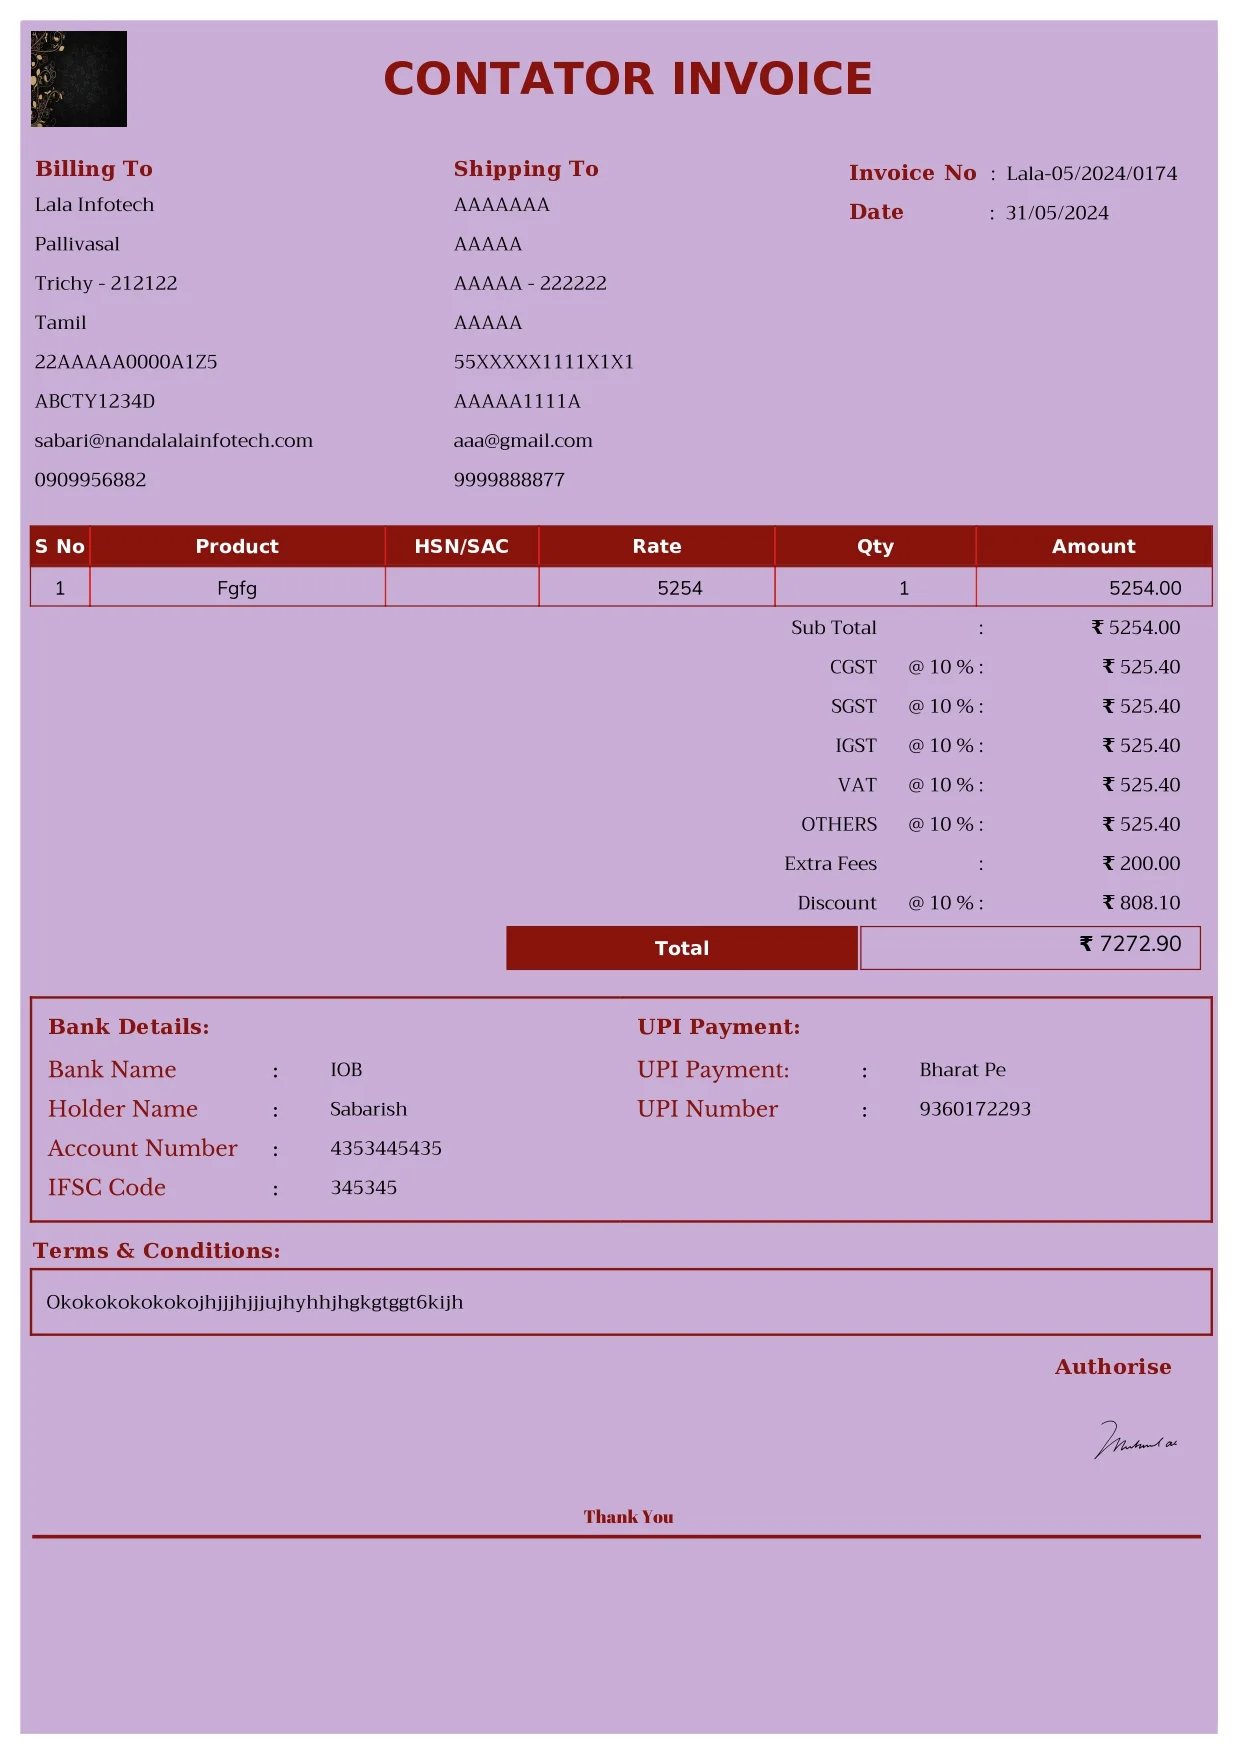 CONTATOR INVOICE
Billing To
Lala Infotech
Pallivasal
Trichy - 212122
Tamil
22AAAAA0000A1Z5
ABCTY1234D
sabari@nandalalainfotech.com
0909956882
Shipping To
AAAAAAA
AAAAA
AAAAA - 222222
AAAAA
55XXXXX1111X1X1
AAAAA1111A
aaa@gmail.com
9999888877
Invoice No : Lala-05/2024/0174
Date : 31/05/2024
S No Product HSN/SAC Rate Qty Amount
1 Fgfg 5254 1 5254.00
Sub Total : ₹ 5254.00
CGST @ 10 % : ₹ 525.40
SGST @ 10 % : ₹ 525.40
IGST @ 10 % : ₹ 525.40
VAT @ 10 % : ₹ 525.40
OTHERS @ 10 % : ₹ 525.40
Extra Fees : ₹ 200.00
Discount @ 10 % : ₹ 808.10
Total ₹ 7272.90
Bank Details:
Bank Name : IOB
Holder Name : Sabarish
Account Number : 4353445435
IFSC Code : 345345
UPI Payment:
UPI Payment: : Bharat Pe
UPI Number : 9360172293
Terms & Conditions:
Okokokokokokojhjjjhjjjujhyhhjhgkgtggt6kijh
Authorise
Thank You